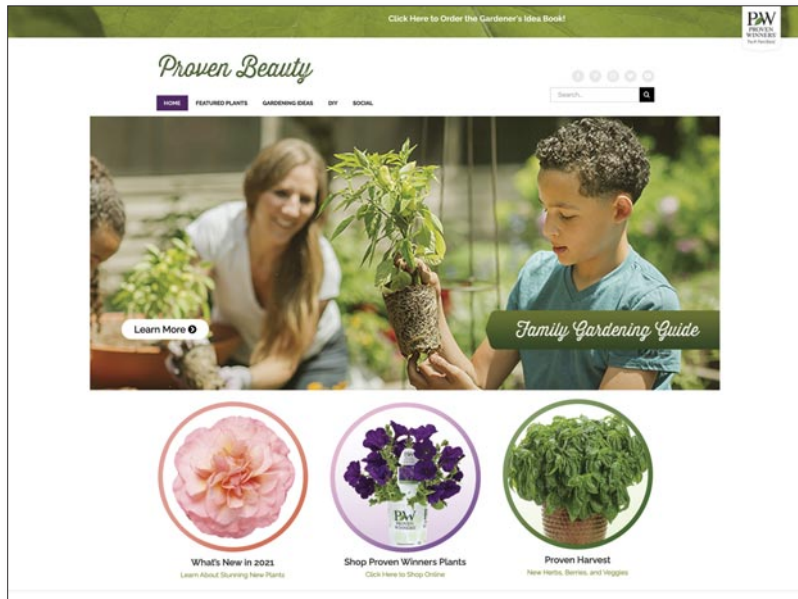 Click Here to Order the Gardener's Idea Book!
PW
PROVEN
WINNERS
Proven Beauty
Search...
HOME FEATURED PLANTS GARDENING IDEAS DIY SOCIAL
Learn More
Family Gardening Guide
PW
PROVEN
WINNERS
What's New in 2021
Learn About Stunning New Plants
Shop Proven Winners Plants
Click Here to Shop Online
Proven Harvest
New Herbs, Berries, and Veggies